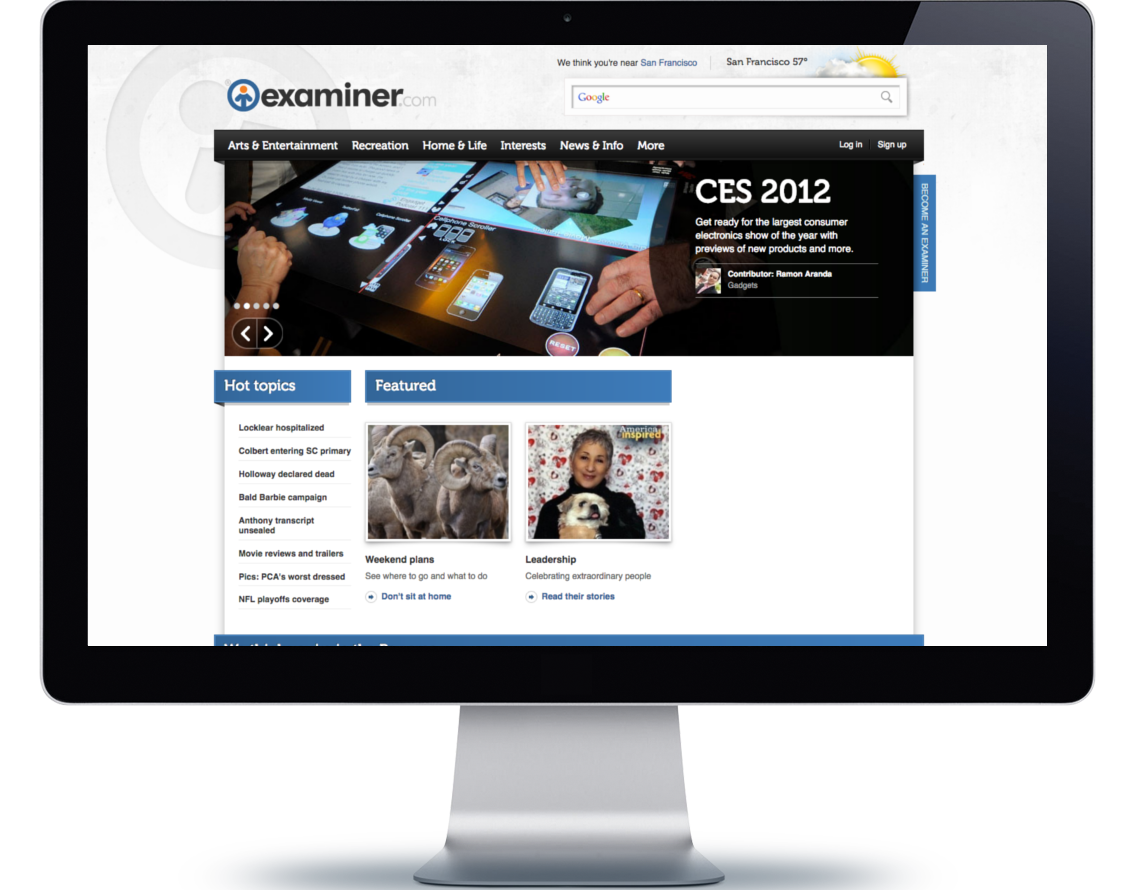 We think you're near San Francisco
San Francisco 57°
examiner.com
Google
Arts & Entertainment Recreation Home & Life Interests News & Info More
Log in Sign up
BECOME AN EXAMINER
CES 2012
Get ready for the largest consumer
electronics show of the year with
previews of new products and more.
Contributor: Ramon Aranda
Gadgets
Cellphone Scroller
Cellphone Scroller
LOCK
RESET
Hot topics
Locklear hospitalized
Colbert entering SC primary
Holloway declared dead
Bald Barbie campaign
Anthony transcript
unsealed
Movie reviews and trailers
Pics: PCA's worst dressed
NFL playoffs coverage
Featured
Weekend plans
See where to go and what to do
Don't sit at home
America
inspired
Leadership
Celebrating extraordinary people
Read their stories